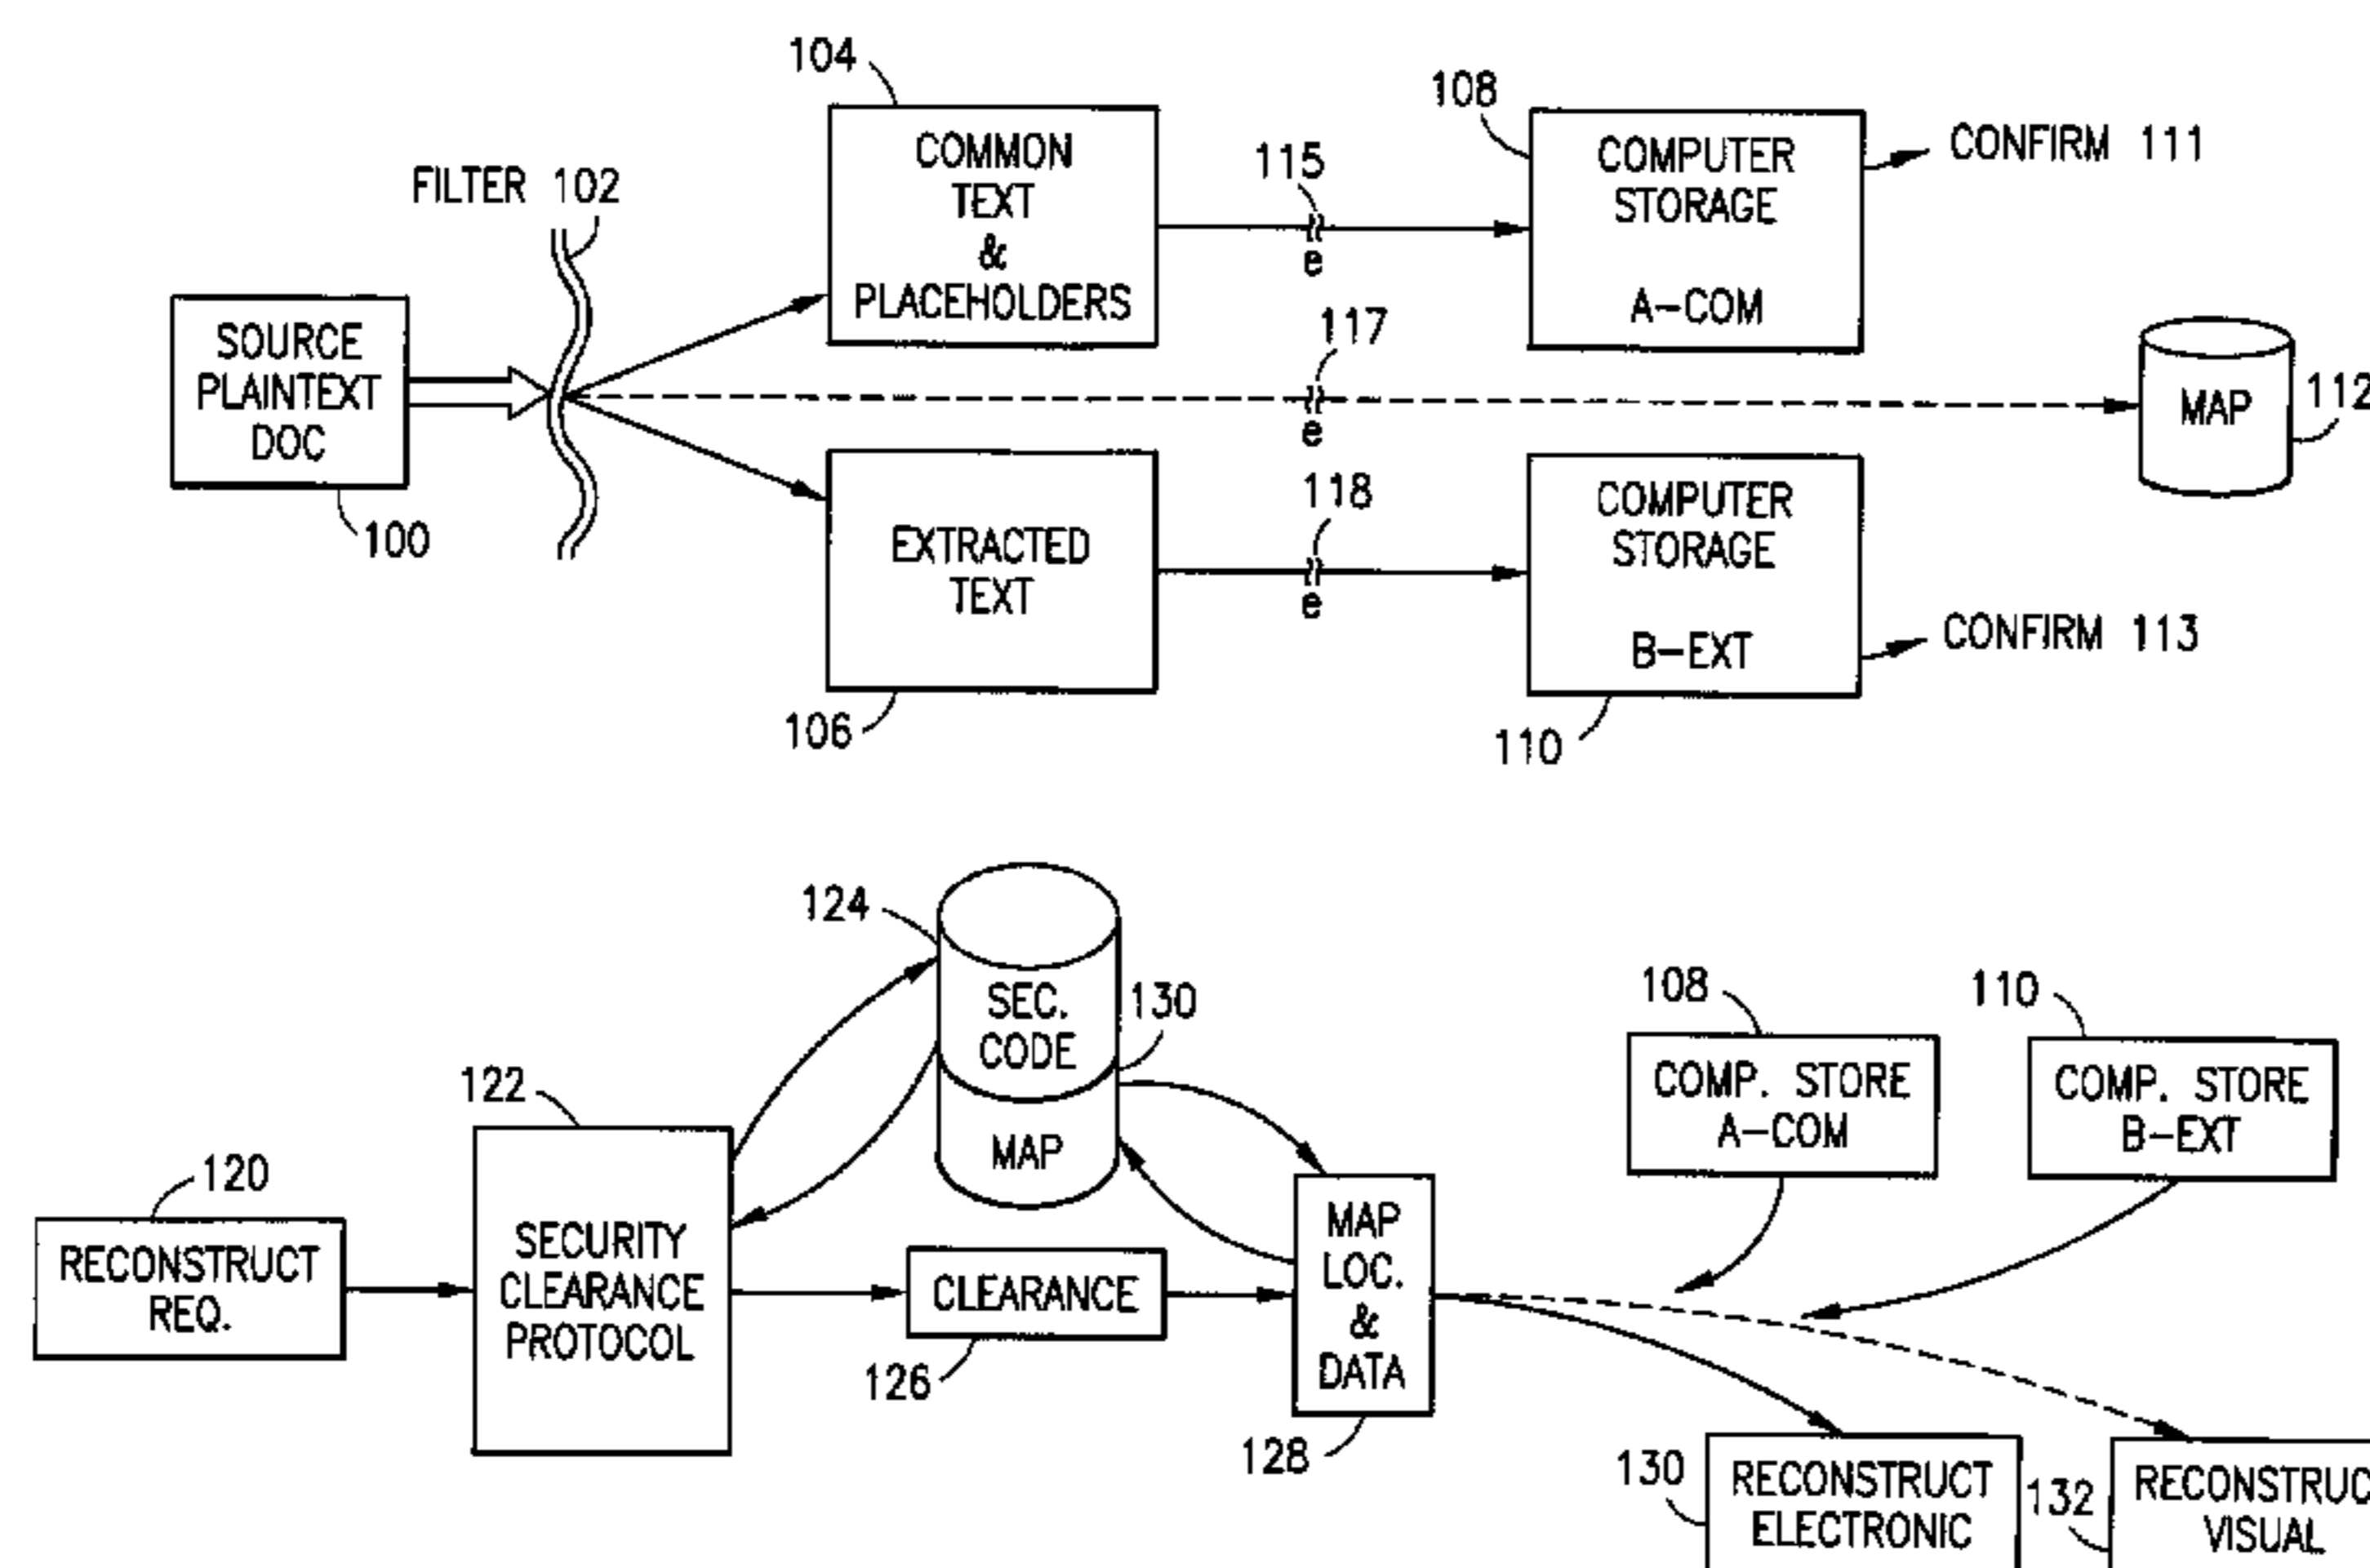 104
COMMON
TEXT
&
PLACEHOLDERS
108
COMPUTER
STORAGE
A-COM
CONFIRM 111
FILTER 102
115
e
SOURCE
PLAINTEXT
DOC
100
117
e
MAP
112
EXTRACTED
TEXT
106
118
e
COMPUTER
STORAGE
B-EXT
110
CONFIRM 113
124
SEC.
CODE
130
MAP
122
SECURITY
CLEARANCE
PROTOCOL
120
RECONSTRUCT
REQ.
CLEARANCE
126
MAP
LOC.
&
DATA
128
108
COMP. STORE
A-COM
110
COMP. STORE
B-EXT
130
RECONSTRUCT
ELECTRONIC
132
RECONSTRUC
VISUAL